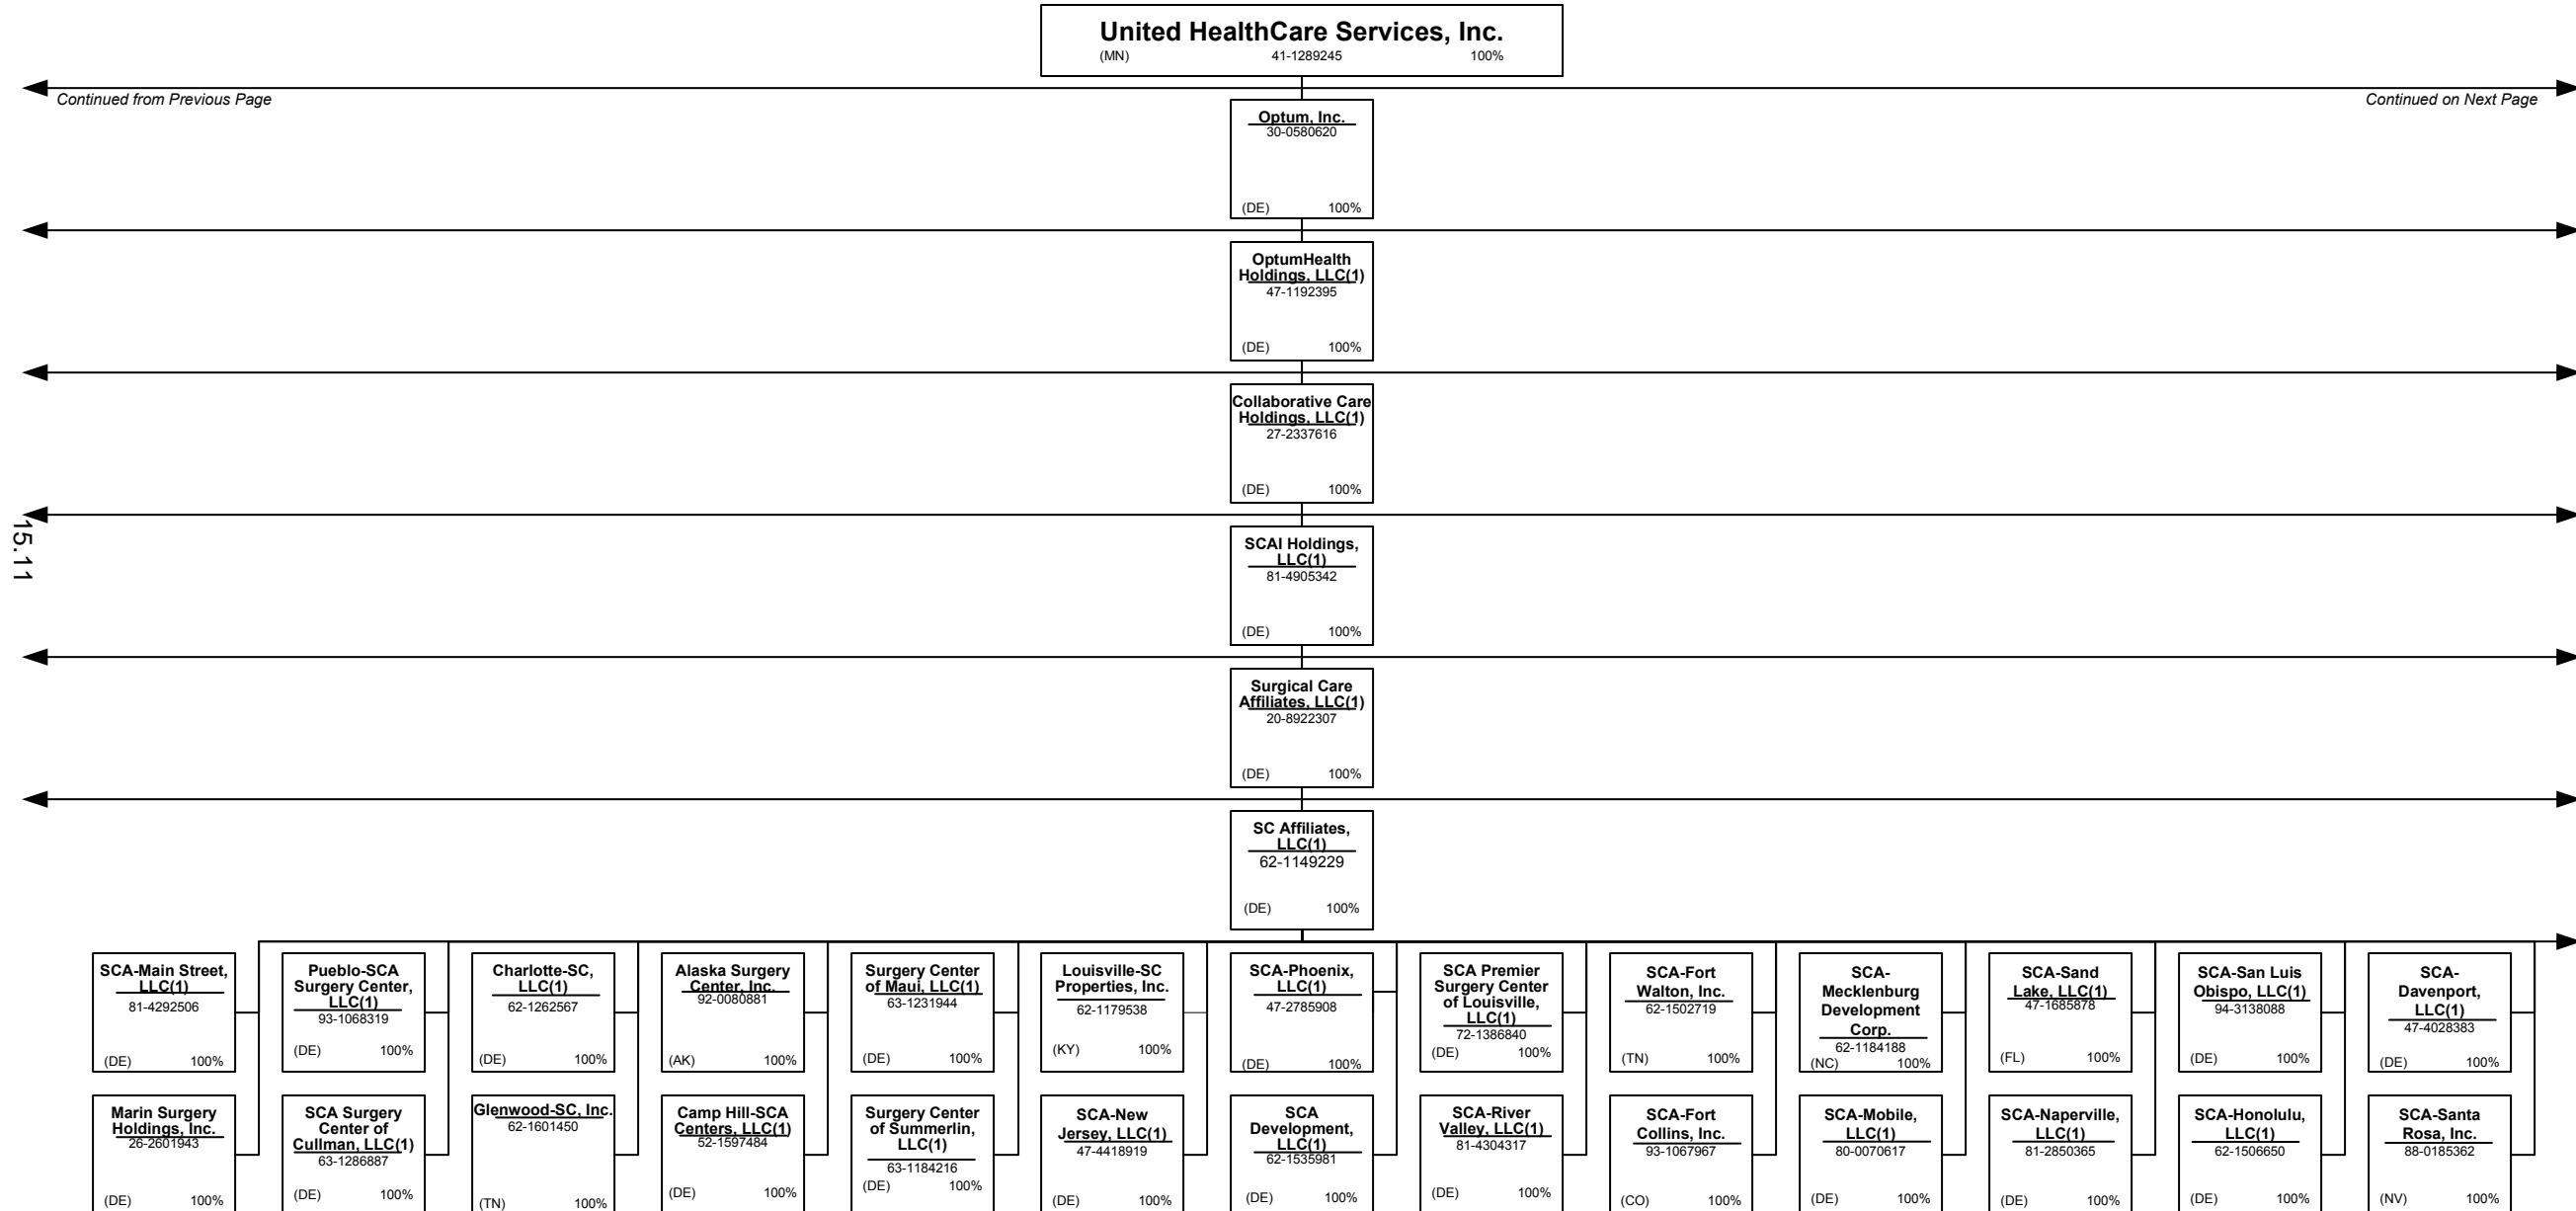 United HealthCare Services, Inc.
(MN) 41-1289245 100%
Continued from Previous Page
Continued on Next Page
Optum, Inc.
30-0580620
(DE) 100%
OptumHealth
Holdings, LLC(1)
47-1192395
(DE) 100%
Collaborative Care
Holdings, LLC(1)
27-2337616
(DE) 100%
15.11
SCAI Holdings,
LLC(1)
81-4905342
(DE) 100%
Surgical Care
Affiliates, LLC(1)
20-8922307
(DE) 100%
SC Affiliates,
LLC(1)
62-1149229
(DE) 100%
SCA-Main Street,
LLC(1)
81-4292506
(DE) 100%
Pueblo-SCA
Surgery Center,
LLC(1)
93-1068319
(DE) 100%
Charlotte-SC,
LLC(1)
62-1262567
(DE) 100%
Alaska Surgery
Center, Inc.
92-0080881
(AK) 100%
Surgery Center
of Maui, LLC(1)
63-1231944
(DE) 100%
Louisville-SC
Properties, Inc.
62-1179538
(KY) 100%
SCA-Phoenix,
LLC(1)
47-2785908
(DE) 100%
SCA Premier
Surgery Center
of Louisville,
LLC(1)
72-1386840
(DE) 100%
SCA-Fort
Walton, Inc.
62-1502719
(TN) 100%
SCA-
Mecklenburg
Development
Corp.
62-1184188
(NC) 100%
SCA-Sand
Lake, LLC(1)
47-1685878
(FL) 100%
SCA-San Luis
Obispo, LLC(1)
94-3138088
(DE) 100%
SCA-
Davenport,
LLC(1)
47-4028383
(DE) 100%
Marin Surgery
Holdings, Inc.
26-2601943
(DE) 100%
SCA Surgery
Center of
Cullman, LLC(1)
63-1286887
(DE) 100%
Glenwood-SC, Inc.
62-1601450
(TN) 100%
Camp Hill-SCA
Centers, LLC(1)
52-1597484
(DE) 100%
Surgery Center
of Summerlin,
LLC(1)
63-1184216
(DE) 100%
SCA-New
Jersey, LLC(1)
47-4418919
(DE) 100%
SCA
Development,
LLC(1)
62-1535981
(DE) 100%
SCA-River
Valley, LLC(1)
81-4304317
(DE) 100%
SCA-Fort
Collins, Inc.
93-1067967
(CO) 100%
SCA-Mobile,
LLC(1)
80-0070617
(DE) 100%
SCA-Naperville,
LLC(1)
81-2850365
(DE) 100%
SCA-Honolulu,
LLC(1)
62-1506650
(DE) 100%
SCA-Santa
Rosa, Inc.
88-0185362
(NV) 100%